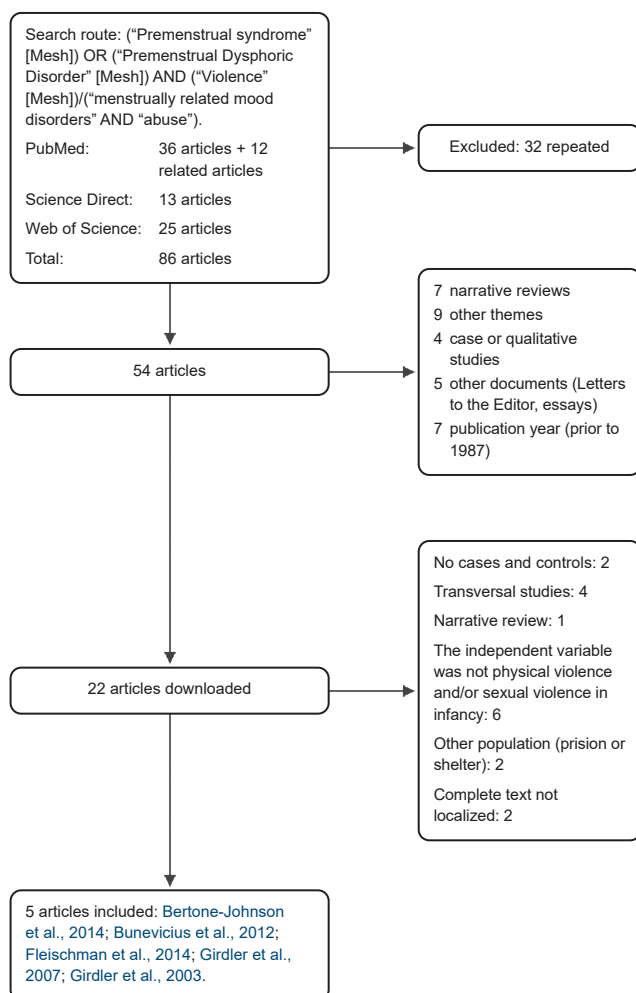 Search route: (“Premenstrual syndrome”
[Mesh]) OR (“Premenstrual Dysphoric
Disorder” [Mesh]) AND (“Violence”
[Mesh])/(“menstrually related mood
disorders” AND “abuse”).
PubMed: 36 articles + 12
related articles
Science Direct: 13 articles
Web of Science: 25 articles
Total: 86 articles
Excluded: 32 repeated
54 articles
7 narrative reviews
9 other themes
4 case or qualitative
studies
5 other documents (Letters
to the Editor, essays)
7 publication year (prior to
1987)
22 articles downloaded
No cases and controls: 2
Transversal studies: 4
Narrative review: 1
The independent variable
was not physical violence
and/or sexual violence in
infancy: 6
Other population (prision or
shelter): 2
Complete text not
localized: 2
5 articles included: Bertone-Johnson
et al., 2014; Bunevicius et al., 2012;
Fleischman et al., 2014; Girdler et al.,
2007; Girdler et al., 2003.